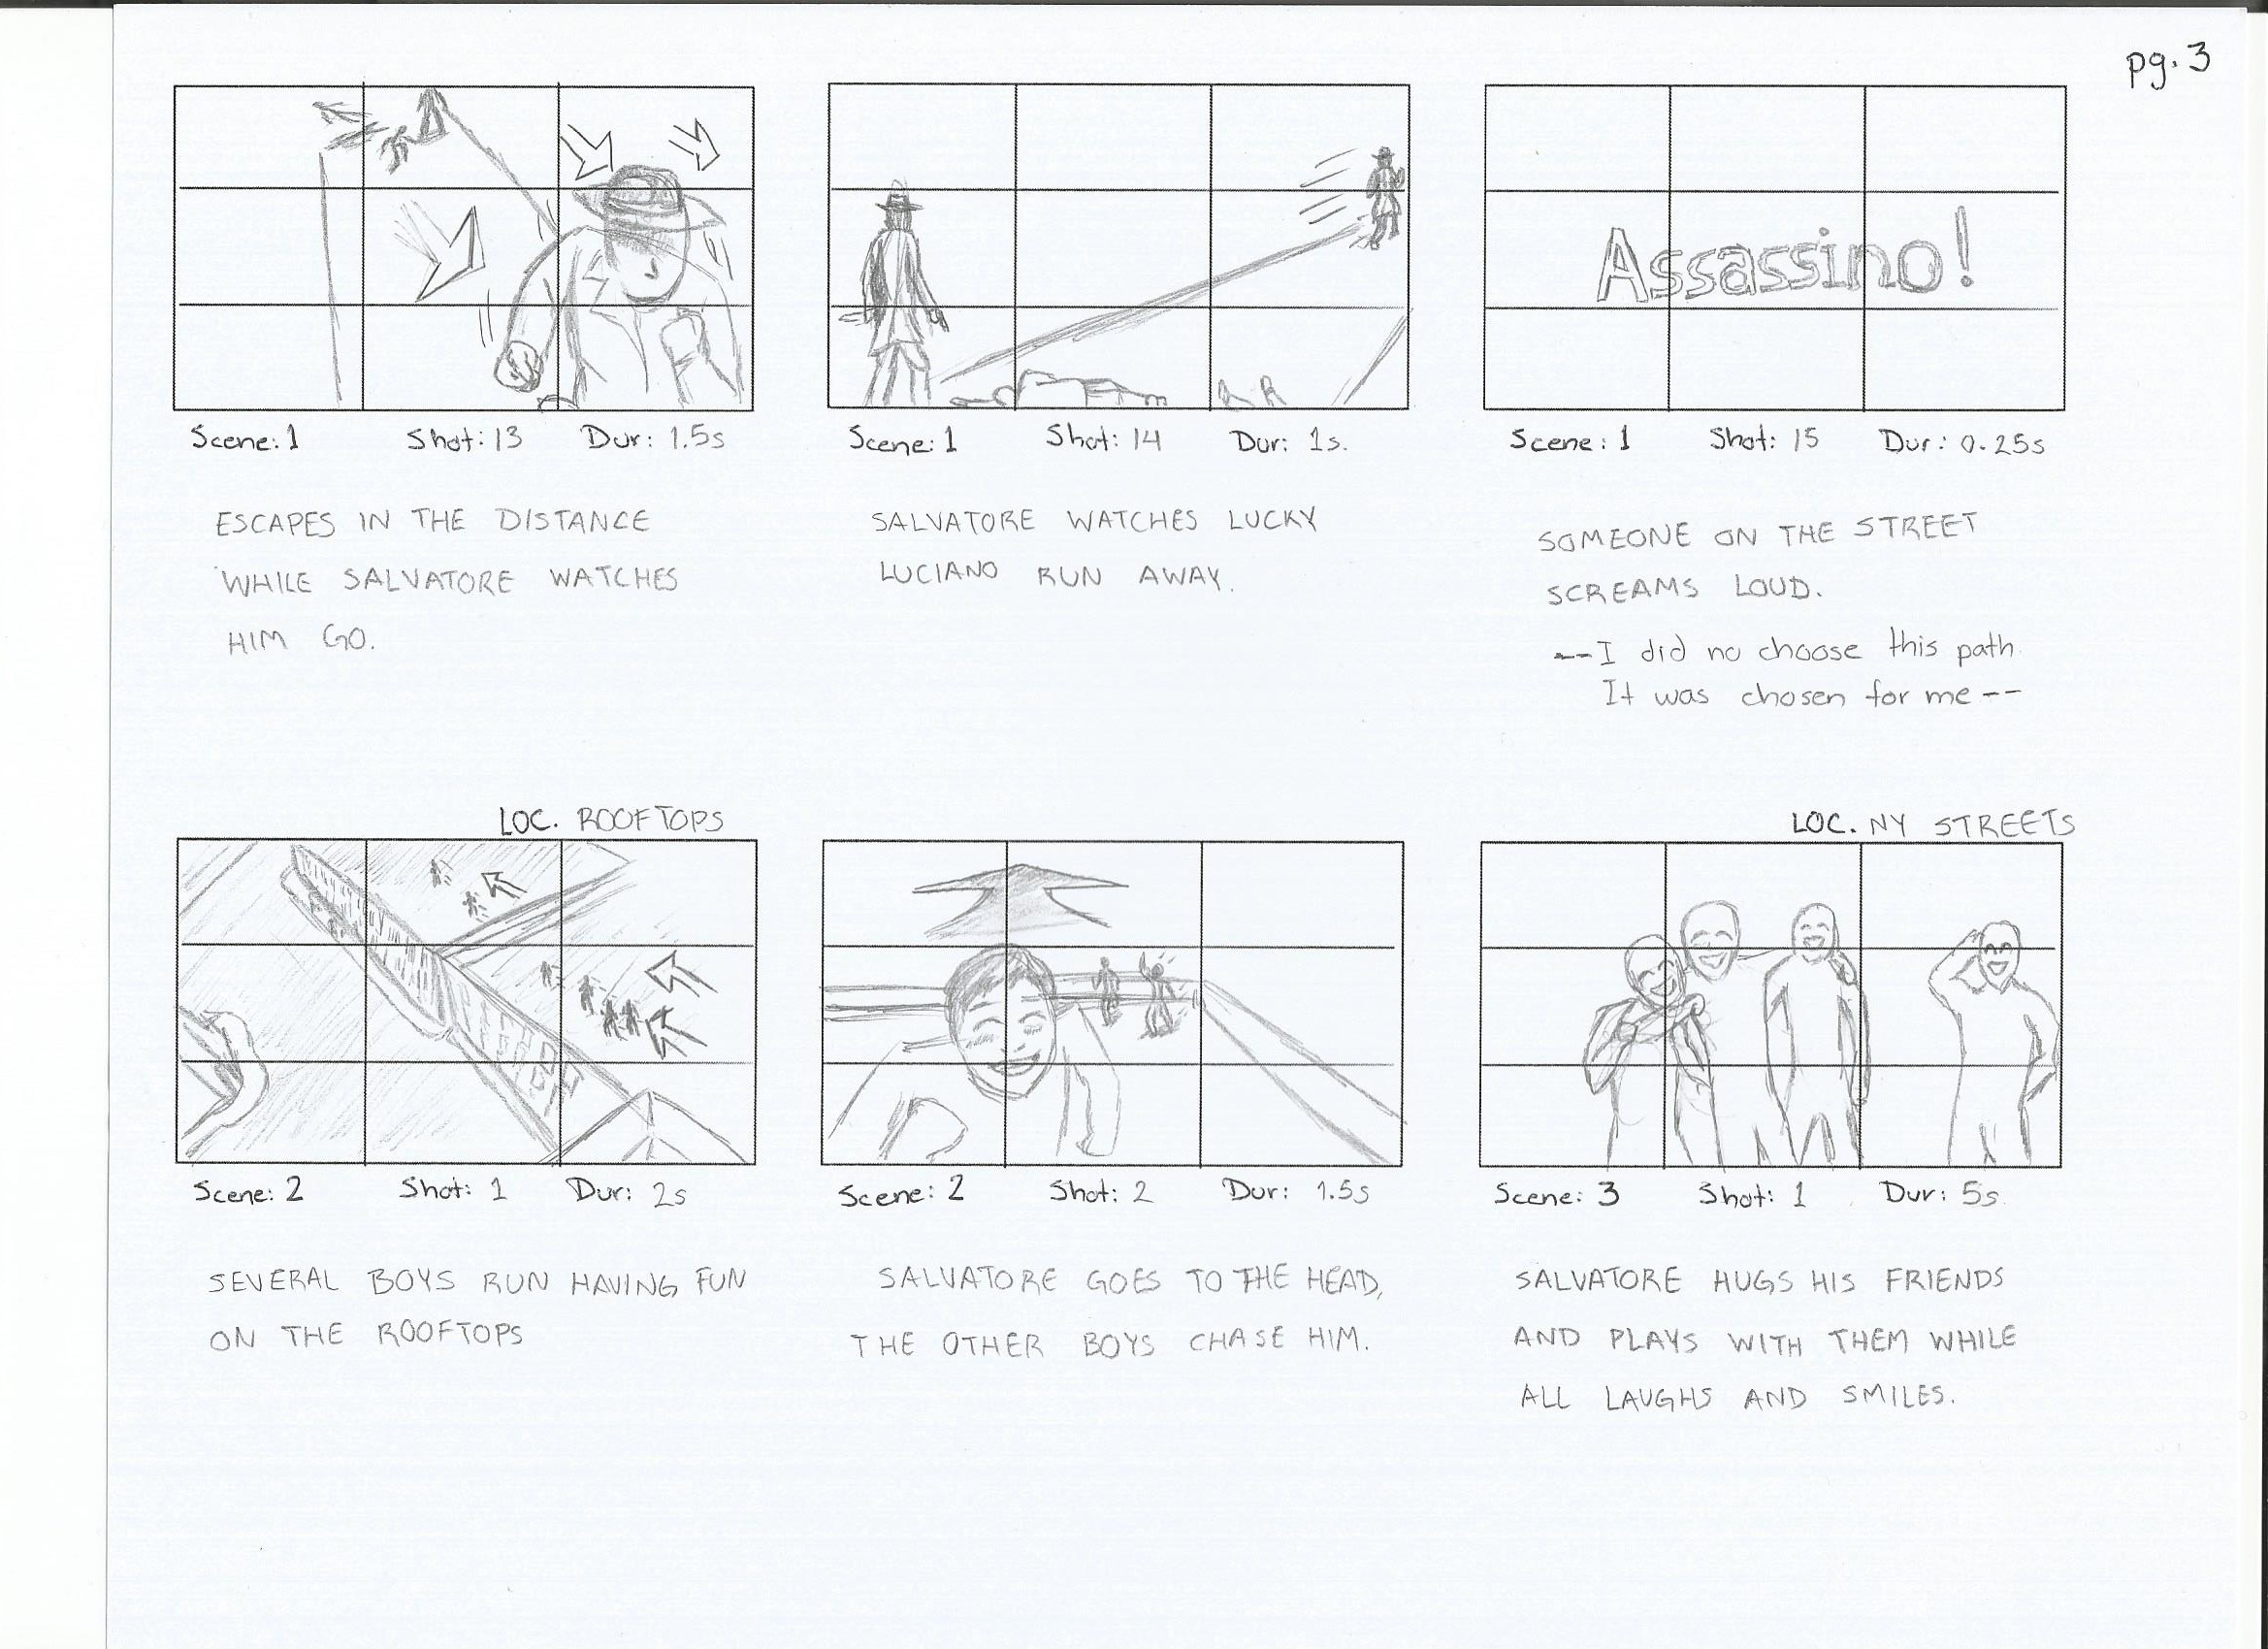 pg. 3
Scene: 1 Shot: 13 Dur: 1.5s
ESCAPES IN THE DISTANCE
WHILE SALVATORE WATCHES
HIM GO.
Scene: 1 Shot: 14 Dur: 1s.
SALVATORE WATCHES LUCKY
LUCIANO RUN AWAY.
Assassino!
Scene: 1 Shot: 15 Dur: 0.25s
SOMEONE ON THE STREET
SCREAMS LOUD.
-- I did no choose this path
It was chosen for me --
LOC. ROOFTOPS
Scene: 2 Shot: 1 Dur: 2s
SEVERAL BOYS RUN HAVING FUN
ON THE ROOFTOPS
Scene: 2 Shot: 2 Dur: 1.5s
SALVATORE GOES TO THE HEAD,
THE OTHER BOYS CHASE HIM.
LOC. NY STREETS
Scene: 3 Shot: 1 Dur: 5s
SALVATORE HUGS HIS FRIENDS
AND PLAYS WITH THEM WHILE
ALL LAUGHS AND SMILES.